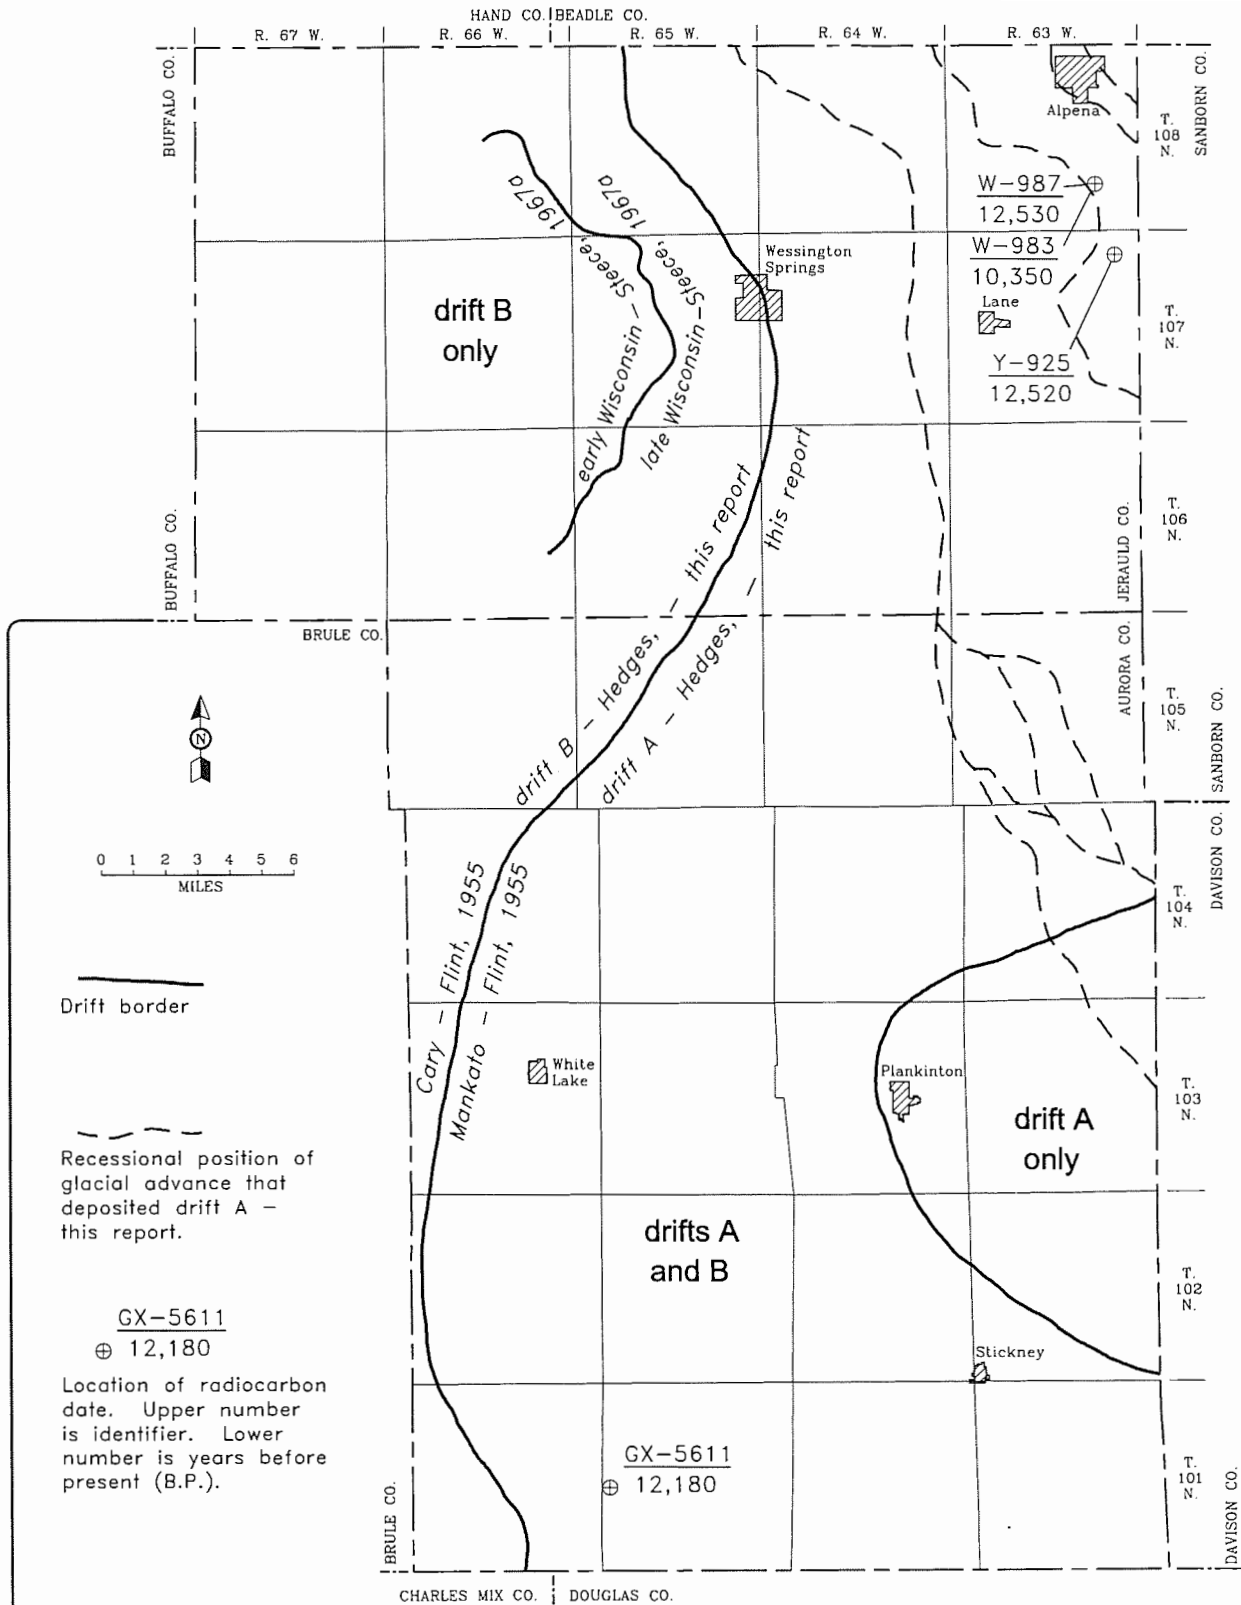 HAND CO. BEADLE CO.
R. 67 W. R. 66 W. R. 65 W. R. 64 W. R. 63 W.
BUFFALO CO.
SANBORN CO.
Alpena
T.
108
N.
W-987
12,530
W-983
10,350
1967a
1967a
early Wisconsin – Steece,
late Wisconsin – Steece,
Wessington
Springs
Lane
drift B
only
T.
107
N.
Y-925
12,520
this report
this report
T.
106
N.
BUFFALO CO.
JERAULD CO.
BRULE CO.
AURORA CO.
drift B – Hedges,
drift A – Hedges,
T.
105
N.
SANBORN CO.
N
0 1 2 3 4 5 6
MILES
DAVISON CO.
T.
104
N.
Cary – Flint, 1955
Mankato – Flint, 1955
Drift border
White
Lake
Plankinton
T.
103
N.
drift A
only
Recessional position of
glacial advance that
deposited drift A –
this report.
drifts A
and B
T.
102
N.
GX-5611
12,180
Stickney
Location of radiocarbon
date. Upper number
is identifier. Lower
number is years before
present (B.P.).
GX-5611
12,180
T.
101
N.
BRULE CO.
DAVISON CO.
CHARLES MIX CO. DOUGLAS CO.